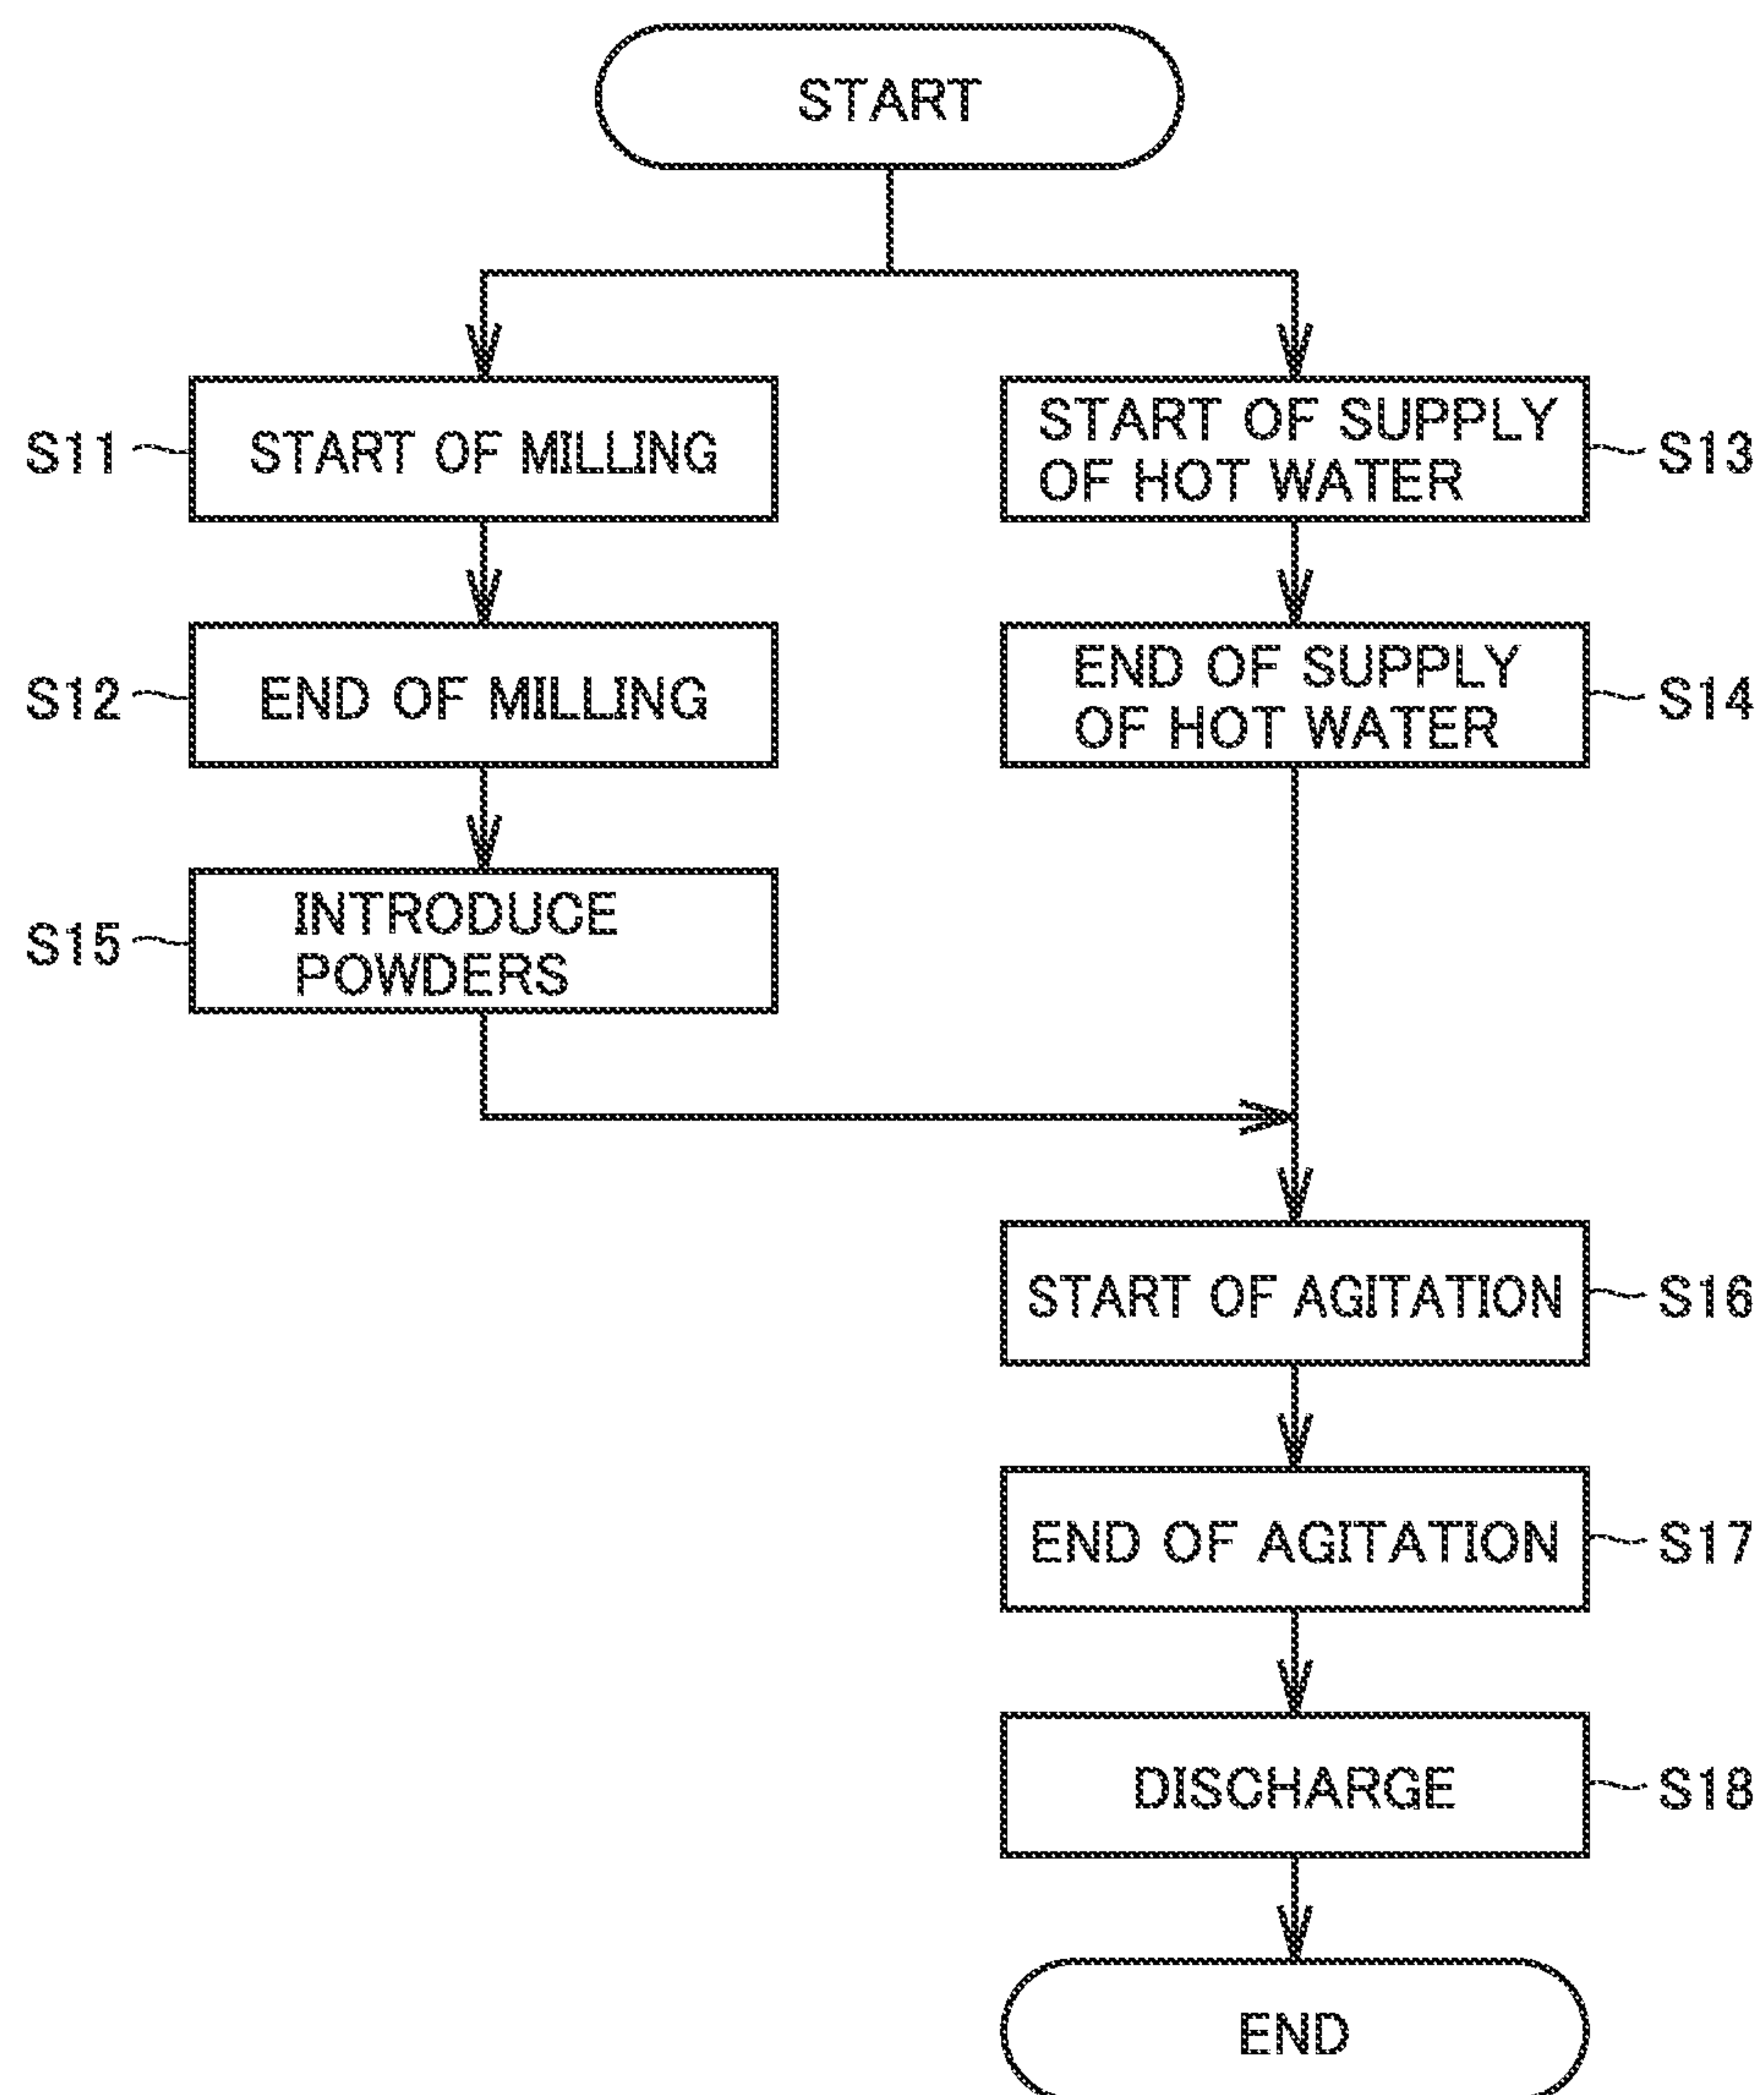 START
S11
START OF MILLING
START OF SUPPLY
OF HOT WATER
S13
S12
END OF MILLING
END OF SUPPLY
OF HOT WATER
S14
S15
INTRODUCE
POWDERS
START OF AGITATION
S16
END OF AGITATION
S17
DISCHARGE
S18
END